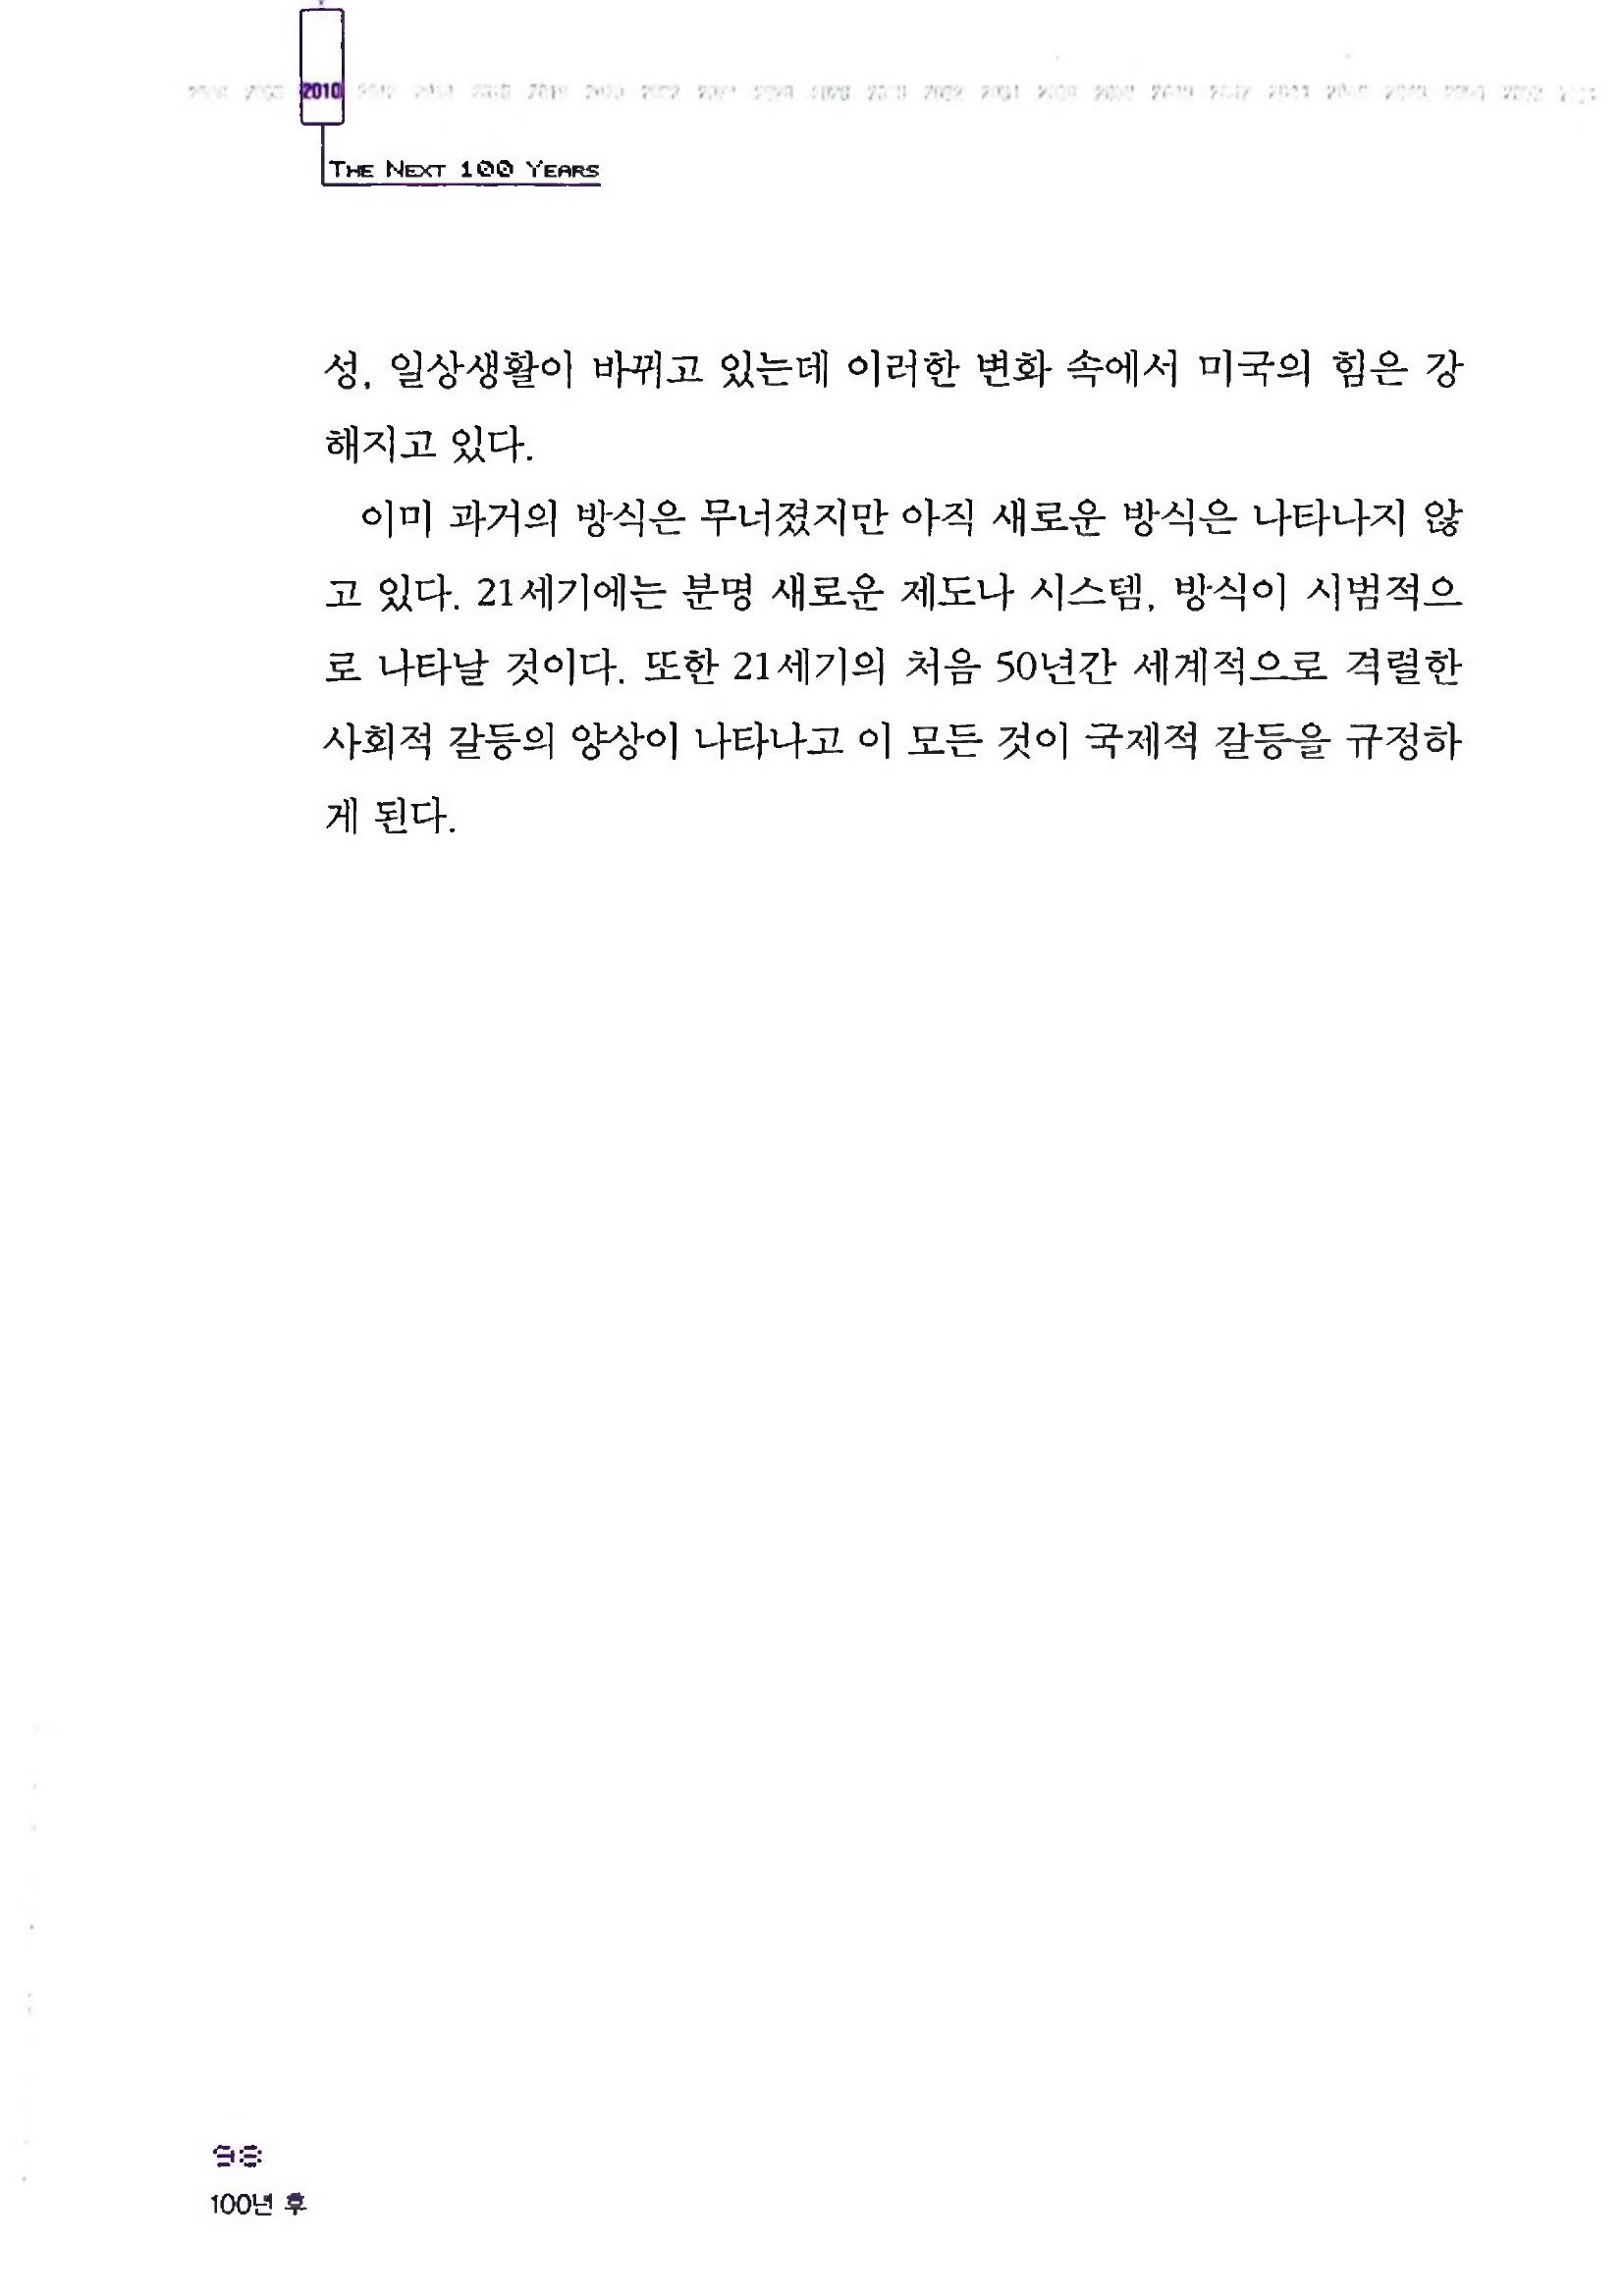 2010
THE NEXT 100 YEARS
성, 일상생활이 바뀌고 있는데 이러한 변화 속에서 미국의 힘은 강
해지고 있다.
이미 과거의 방식은 무너졌지만 아직 새로운 방식은 나타나지 않
고 있다. 21세기에는 분명 새로운 제도나 시스템, 방식이 시범적으
로 나타날 것이다. 또한 21세기의 처음 50년간 세계적으로 격렬한
사회적 갈등의 양상이 나타나고 이 모든 것이 국제적 갈등을 규정하
게 된다.
98
100년 후